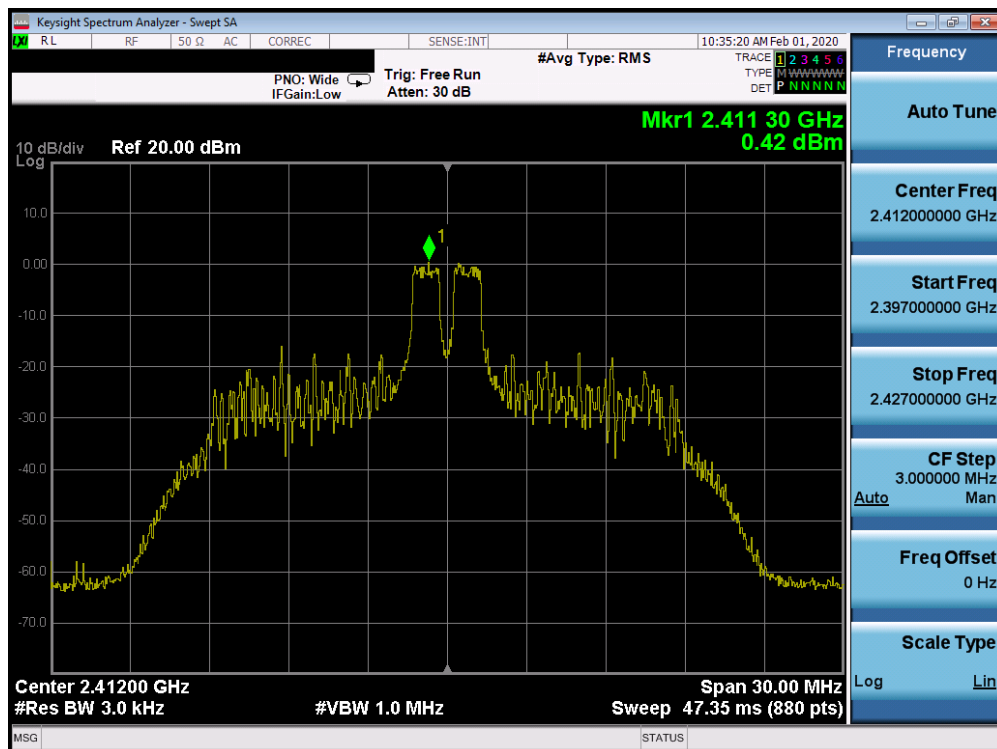 Keysight Spectrum Analyzer - Swept SA
LXI RL RF 50 Ω AC CORREC SENSE:INT 10:35:20 AM Feb 01, 2020
#Avg Type: RMS TRACE 1 2 3 4 5 6
PNO: Wide Trig: Free Run TYPE M WWWWW
IFGain:Low Atten: 30 dB DET P N N N N N
Mkr1 2.411 30 GHz
0.42 dBm
10 dB/div Ref 20.00 dBm
Log
10.0
1
0.00
-10.0
-20.0
-30.0
-40.0
-50.0
-60.0
-70.0
Center 2.41200 GHz Span 30.00 MHz
#Res BW 3.0 kHz #VBW 1.0 MHz Sweep 47.35 ms (880 pts)
MSG STATUS
Frequency
Auto Tune
Center Freq
2.412000000 GHz
Start Freq
2.397000000 GHz
Stop Freq
2.427000000 GHz
CF Step
3.000000 MHz
Auto Man
Freq Offset
0 Hz
Scale Type
Log Lin